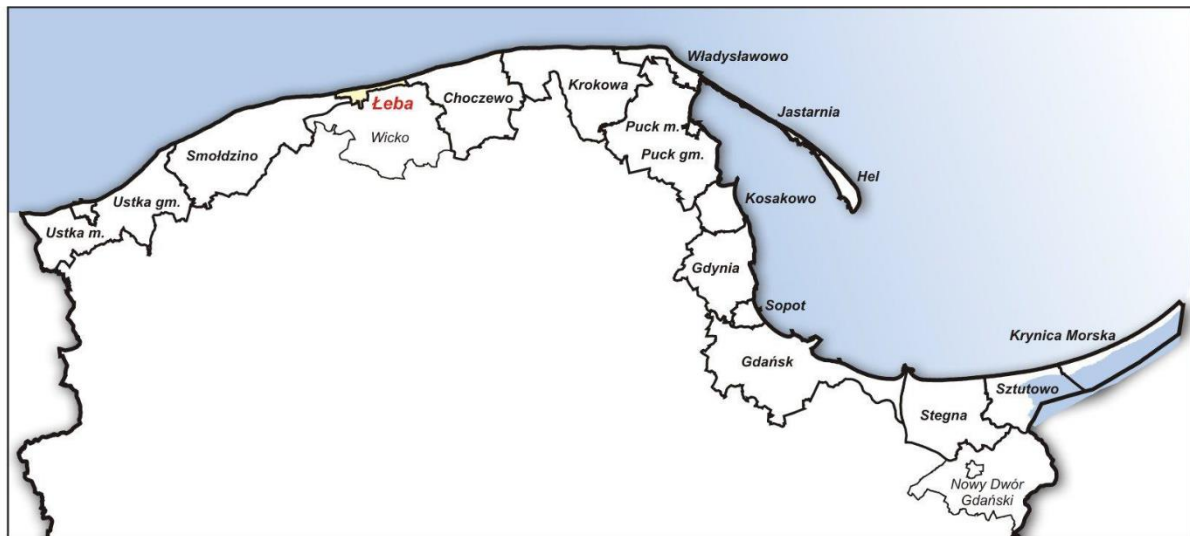 Władysławowo
Łeba
Choczewo
Krokowa
Jastarnia
Wicko
Puck m.
Smołdzino
Puck gm.
Hel
Ustka gm.
Kosakowo
Ustka m.
Gdynia
Sopot
Krynica Morska
Gdańsk
Sztutowo
Stegna
Nowy Dwór
Gdański